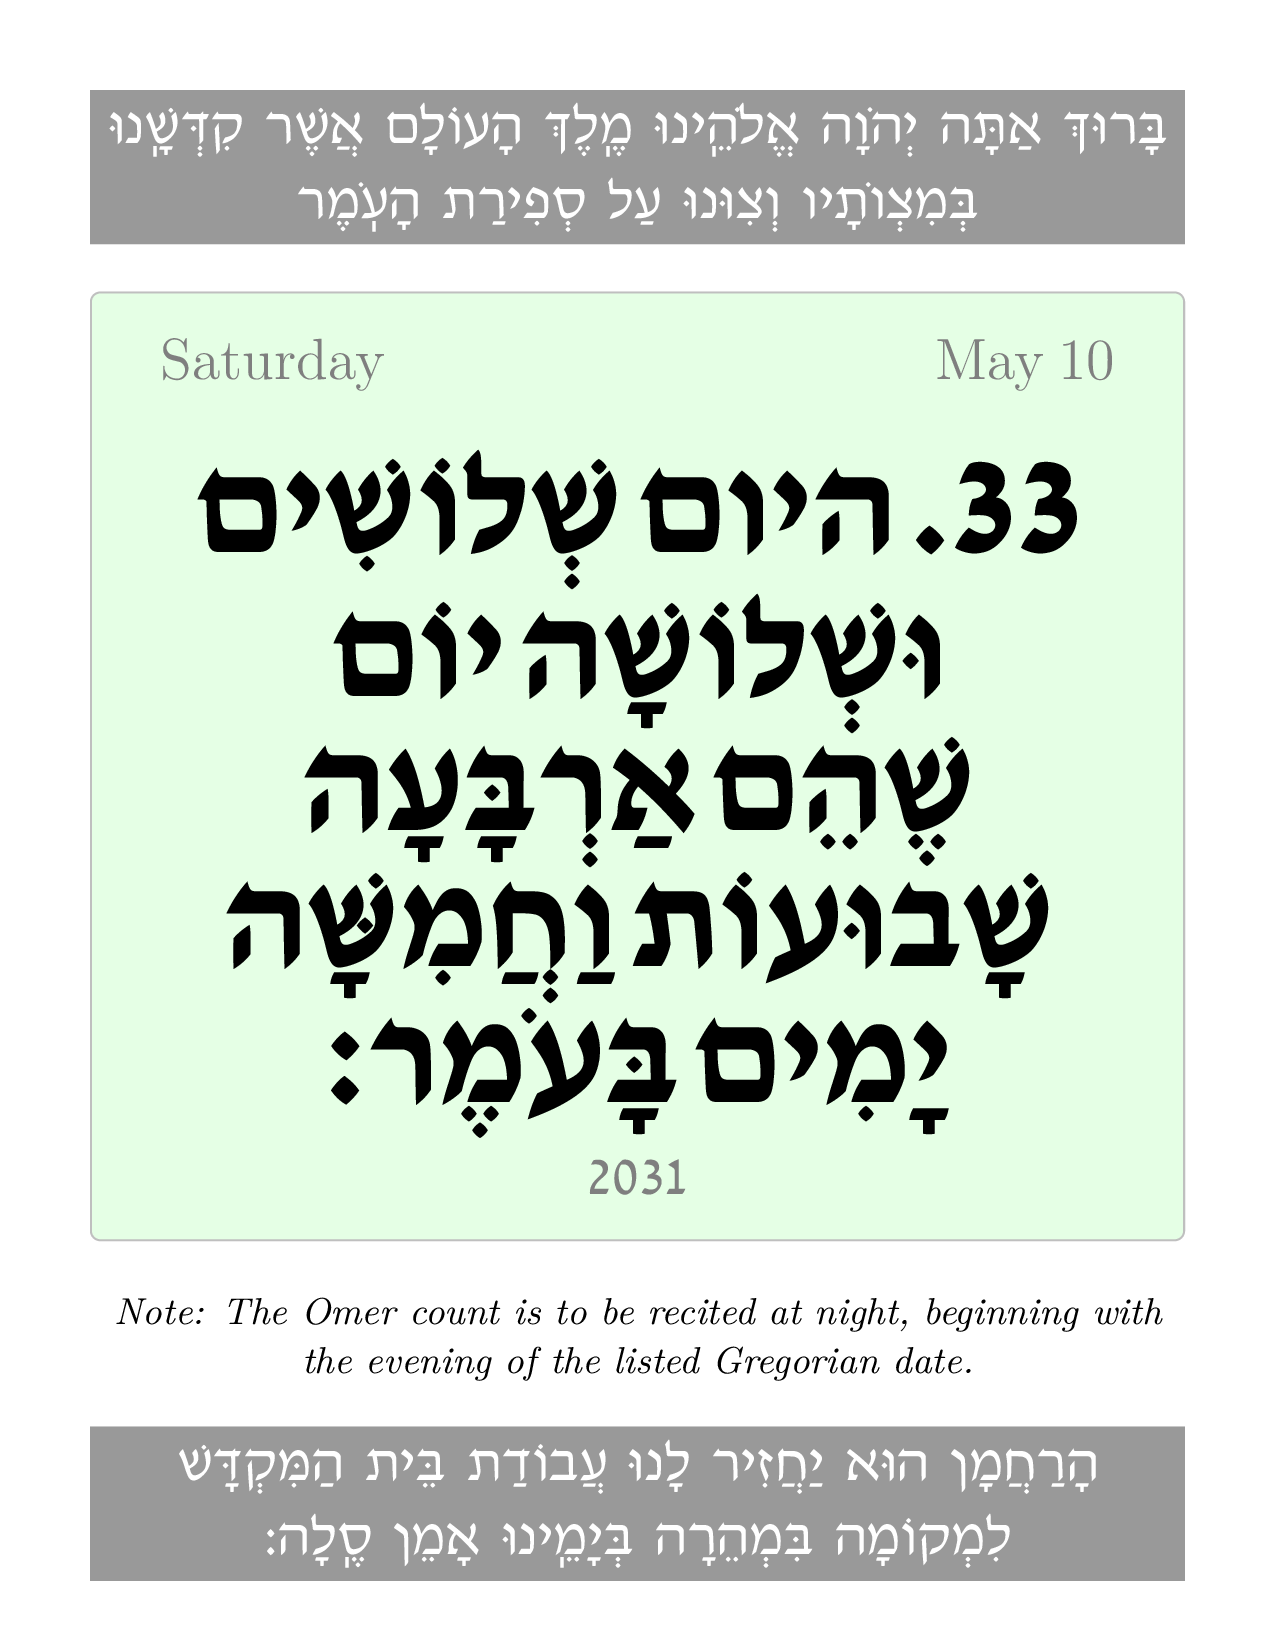 בָּרוּךְ אַתָּה יְהֹוָה אֱלֹהֵֽינוּ מֶֽלֶךְ הָעוֹלָם אֲשֶׁר קִדְּשָֽׁנוּ
בְּמִצְוֹתָיו וְצִוּנוּ עַל סְפִירַת הָעֹֽמֶר
Saturday May 10
33. היום שְׁלוֹשִׁים
וּשְׁלוֹשָׁה יוֹם
שֶׁהֵם אַרְבָּעָה
שָׁבוּעוֹת וַחֲמִשָּׁה
יָמִים בָּעֹמֶר:
2031
Note: The Omer count is to be recited at night, beginning with
the evening of the listed Gregorian date.
הָרַחֲמָן הוּא יַחֲזִיר לָנוּ עֲבוֹדַת בֵּית הַמִּקְדָּשׁ
לִמְקוֹמָהּ בִּמְהֵרָה בְּיָמֵֽינוּ אָמֵן סֶֽלָה: